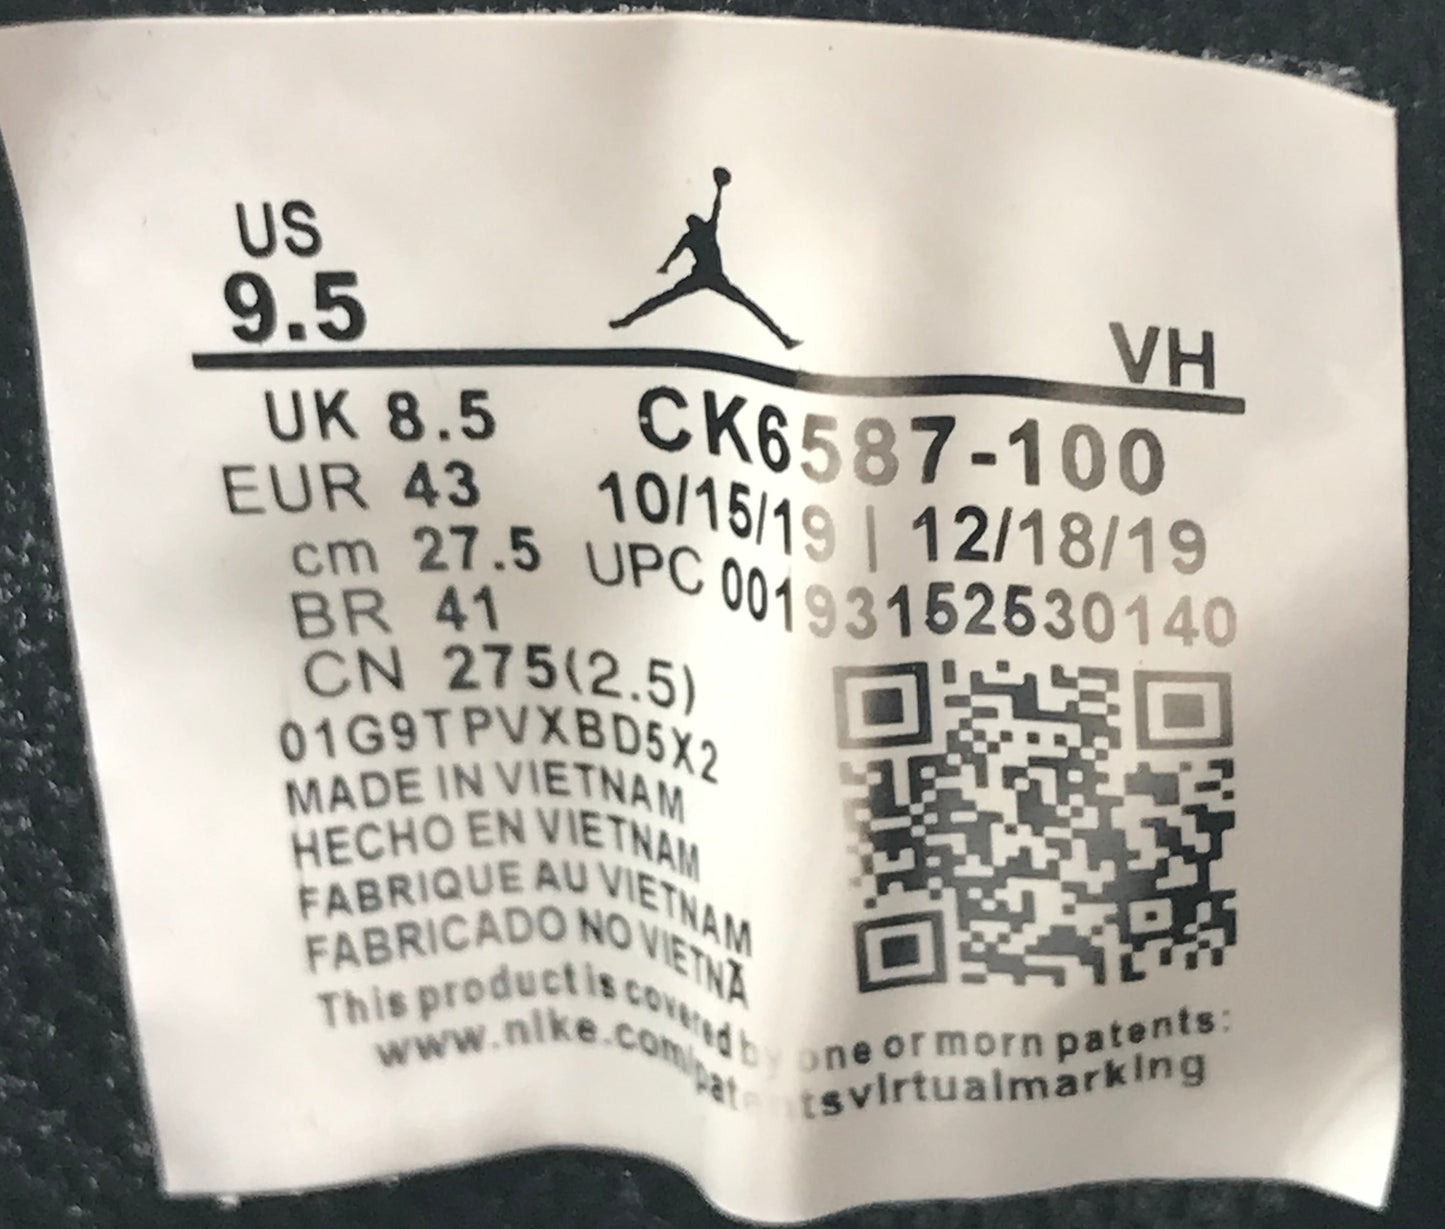 US
9.5
VH
UK 8.5
CK6587-100
EUR 43
10/15/19 | 12/18/19
cm 27.5
UPC 00193152530140
BR 41
CN 275(2.5)
01G9TPVXBD5X2
MADE IN VIETNAM
HECHO EN VIETNAM
FABRIQUE AU VIETNAM
FABRICADO NO VIETNÃ
This product is covered by one or morn patents:
www.nlke.com/patentsvlrtualmarklng